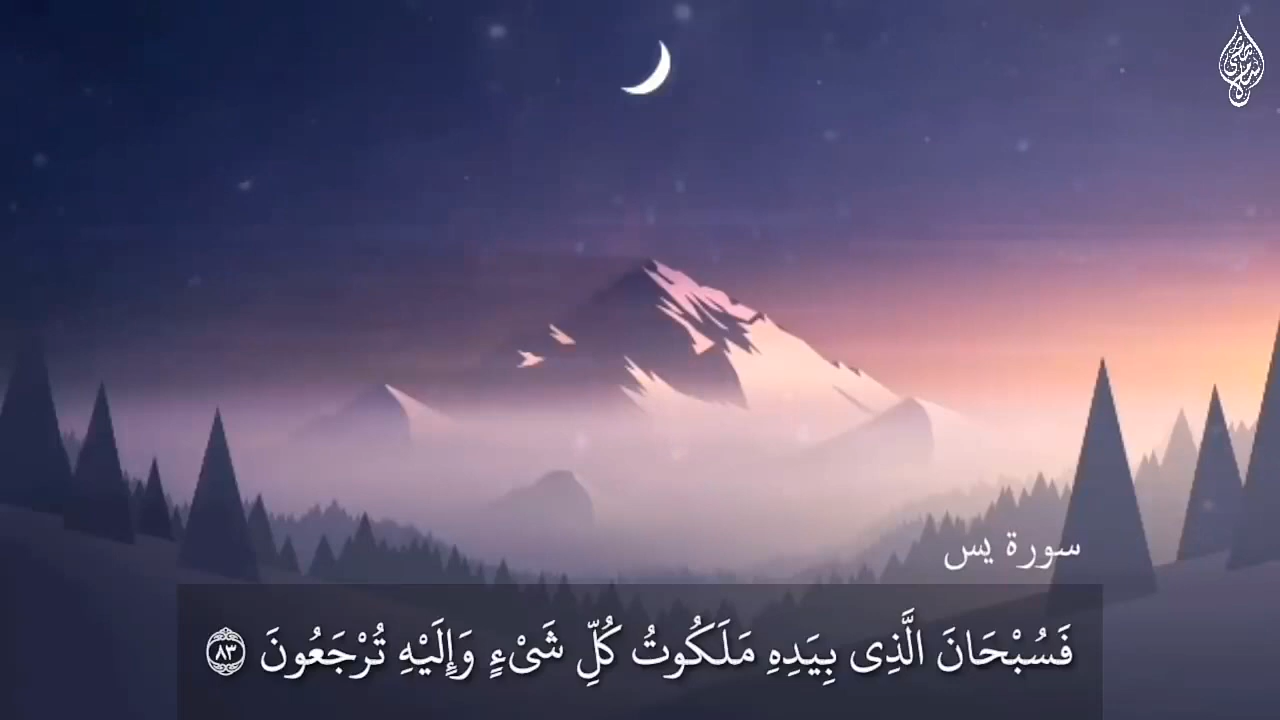 سورة يس
فَسُبْحَانَ الَّذِى بِيَدِهِ مَلَكُوتُ كُلِّ شَىْءٍ وَإِلَيْهِ تُرْجَعُونَ ٨٣